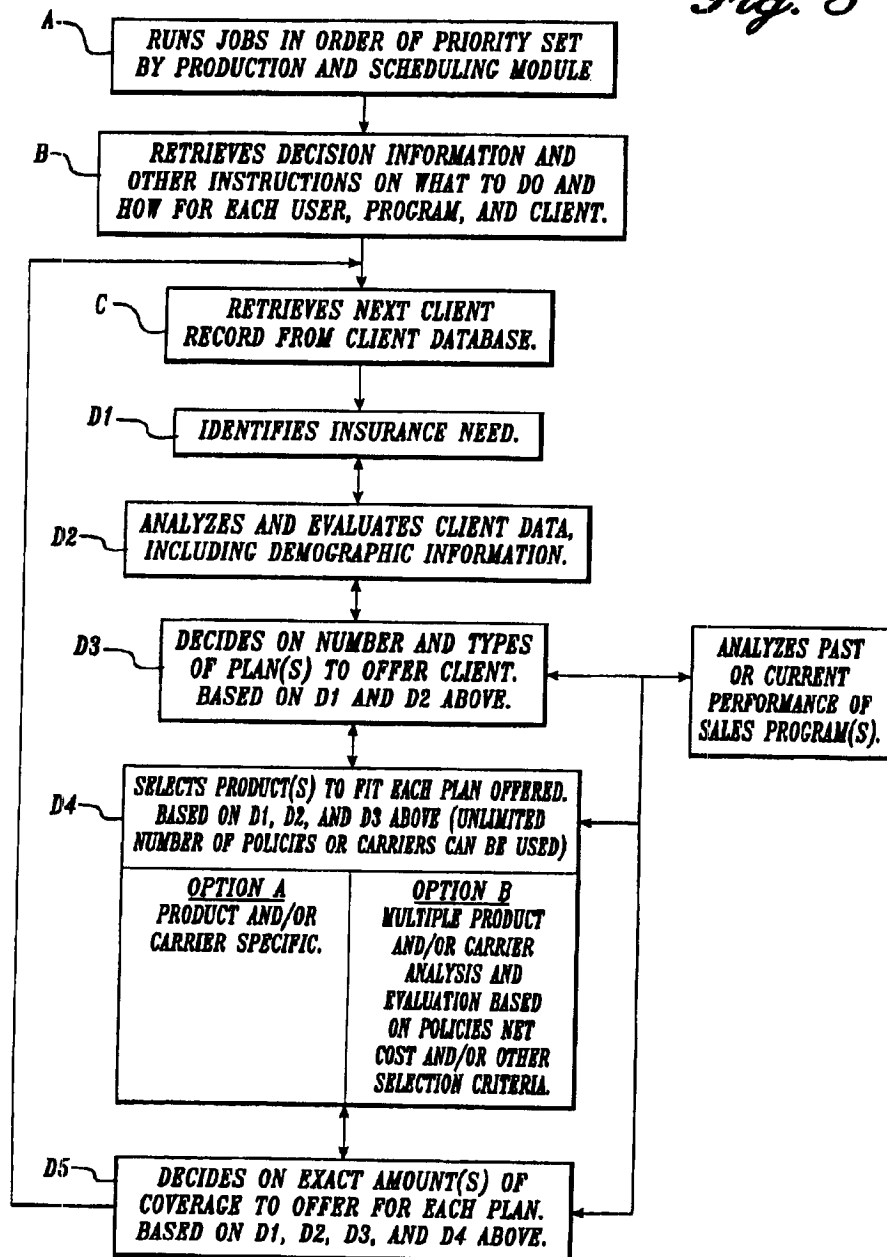 Fig.
A
RUNS JOBS IN ORDER OF PRIORITY SET
BY PRODUCTION AND SCHEDULING MODULE
B
RETRIEVES DECISION INFORMATION AND
OTHER INSTRUCTIONS ON WHAT TO DO AND
HOW FOR EACH USER, PROGRAM, AND CLIENT.
C
RETRIEVES NEXT CLIENT
RECORD FROM CLIENT DATABASE.
D1
IDENTIFIES INSURANCE NEED.
D2
ANALYZES AND EVALUATES CLIENT DATA,
INCLUDING DEMOGRAPHIC INFORMATION.
D3
DECIDES ON NUMBER AND TYPES
OF PLAN(S) TO OFFER CLIENT.
BASED ON D1 AND D2 ABOVE.
ANALYZES PAST
OR CURRENT
PERFORMANCE OF
SALES PROGRAM(S).
D4
SELECTS PRODUCT(S) TO FIT EACH PLAN OFFERED.
BASED ON D1, D2, AND D3 ABOVE (UNLIMITED
NUMBER OF POLICIES OR CARRIERS CAN BE USED)
OPTION A
PRODUCT AND/OR
CARRIER SPECIFIC.
OPTION B
MULTIPLE PRODUCT
AND/OR CARRIER
ANALYSIS AND
EVALUATION BASED
ON POLICIES NET
COST AND/OR OTHER
SELECTION CRITERIA.
D5
DECIDES ON EXACT AMOUNT(S) OF
COVERAGE TO OFFER FOR EACH PLAN.
BASED ON D1, D2, D3, AND D4 ABOVE.